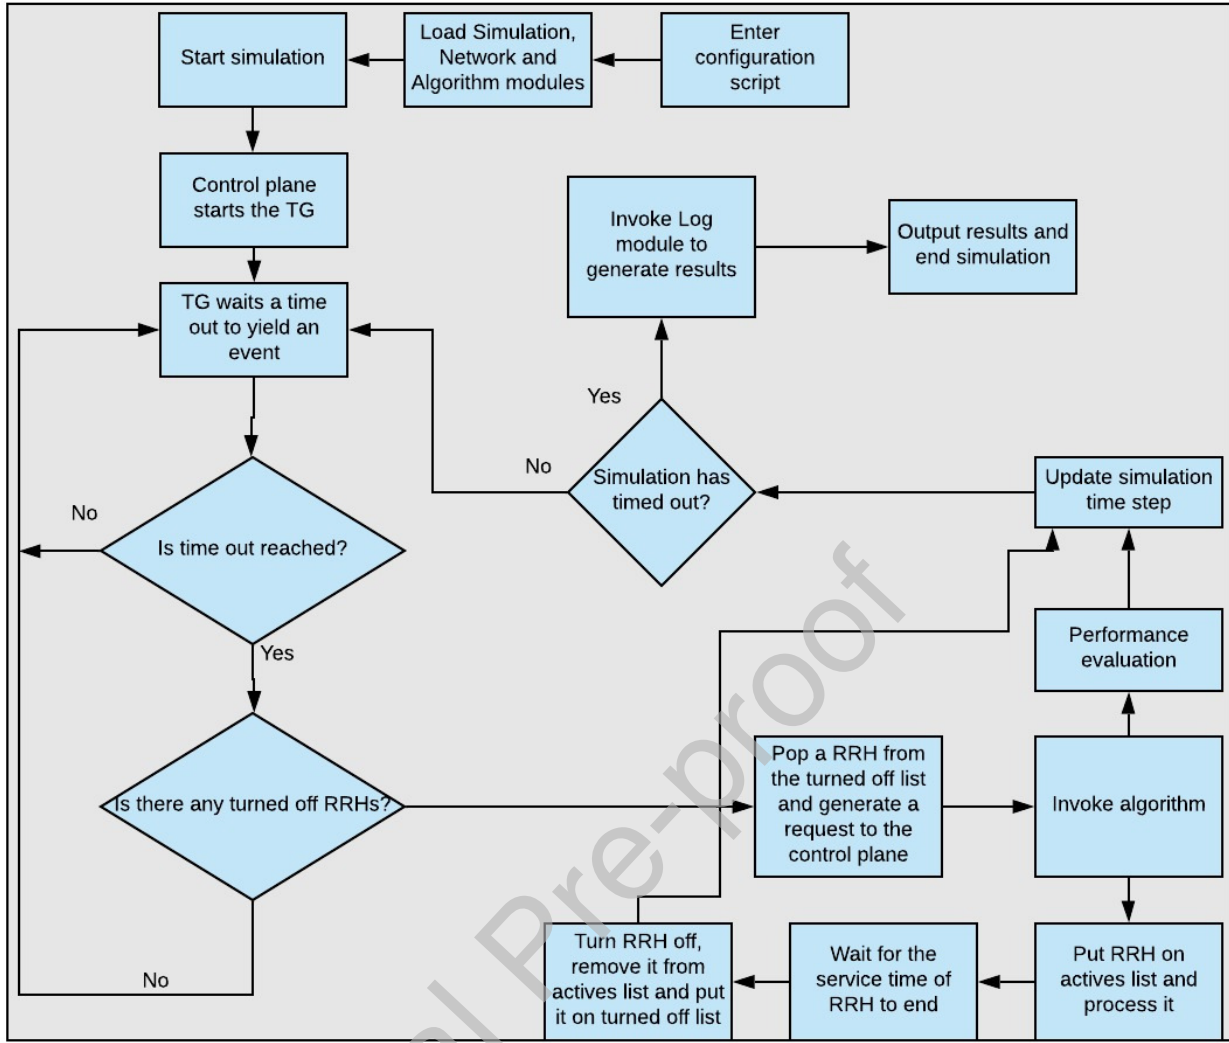 Start simulation
Load Simulation,
Network and
Algorithm modules
Enter
configuration
script
Control plane
starts the TG
Invoke Log
module to
generate results
Output results and
end simulation
TG waits a time
out to yield an
event
Yes
No
Simulation has
timed out?
Update simulation
time step
No
Is time out reached?
Yes
Performance
evaluation
Is there any turned off RRHs?
Pop a RRH from
the turned off list
and generate a
request to the
control plane
Invoke algorithm
No
Turn RRH off,
remove it from
actives list and put
it on turned off list
Wait for the
service time of
RRH to end
Put RRH on
actives list and
process it
al Pre-proof